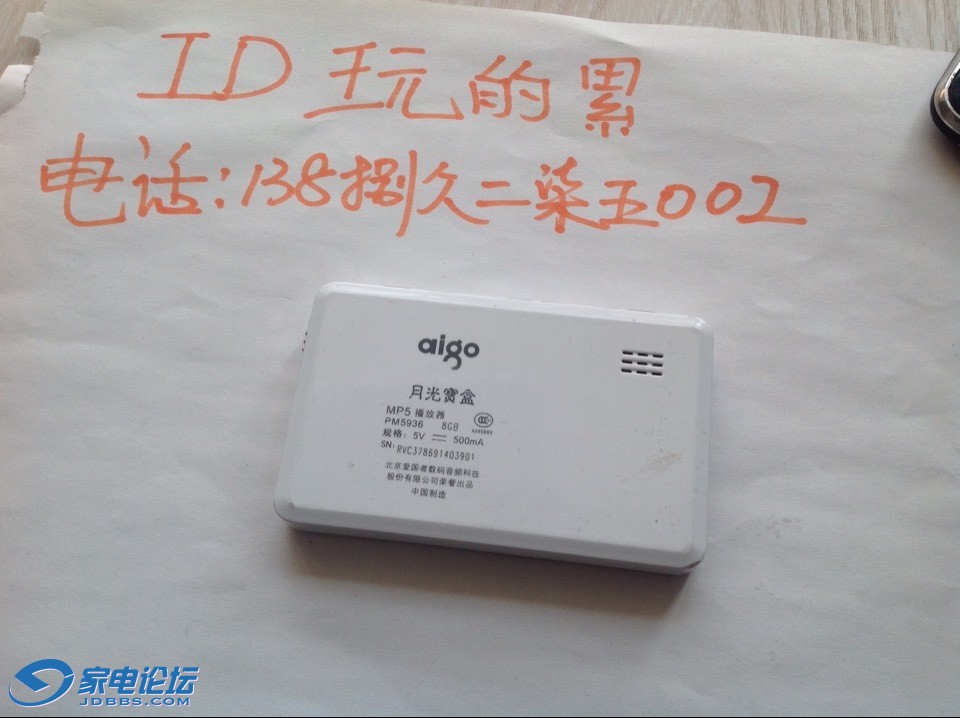 ID 玩的累
电话:138捌久二柒五002
aigo
月光宝盒
MP5 播放器
PM5936 8GB
规格: 5V 500mA
SN: RVC378691403901
北京爱国者数码音频科技
股份有限公司荣誉出品
中国制造
家电论坛
JDBBS.COM